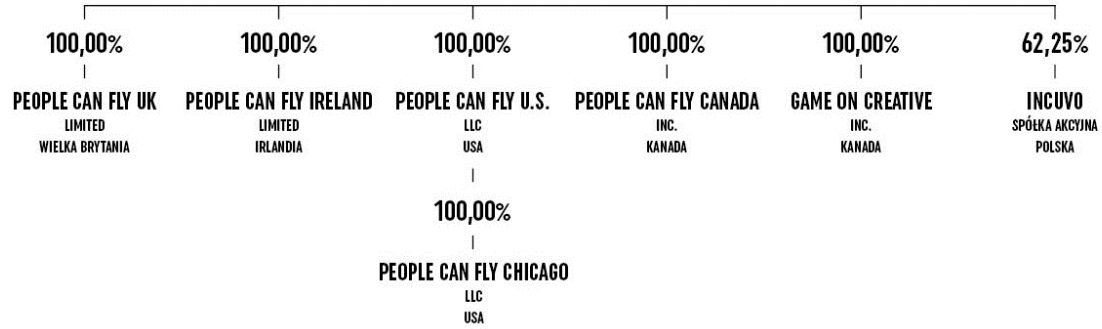 100,00% 100,00% 100,00% 100,00% 100,00% 62,25%
PEOPLE CAN FLY UK PEOPLE CAN FLY IRELAND PEOPLE CAN FLY U.S. PEOPLE CAN FLY CANADA GAME ON CREATIVE INCUVO
LIMITED LIMITED LLC INC. INC. SPÓŁKA AKCYJNA
WIELKA BRYTANIA IRLANDIA USA KANADA KANADA POLSKA
100,00%
PEOPLE CAN FLY CHICAGO
LLC
USA